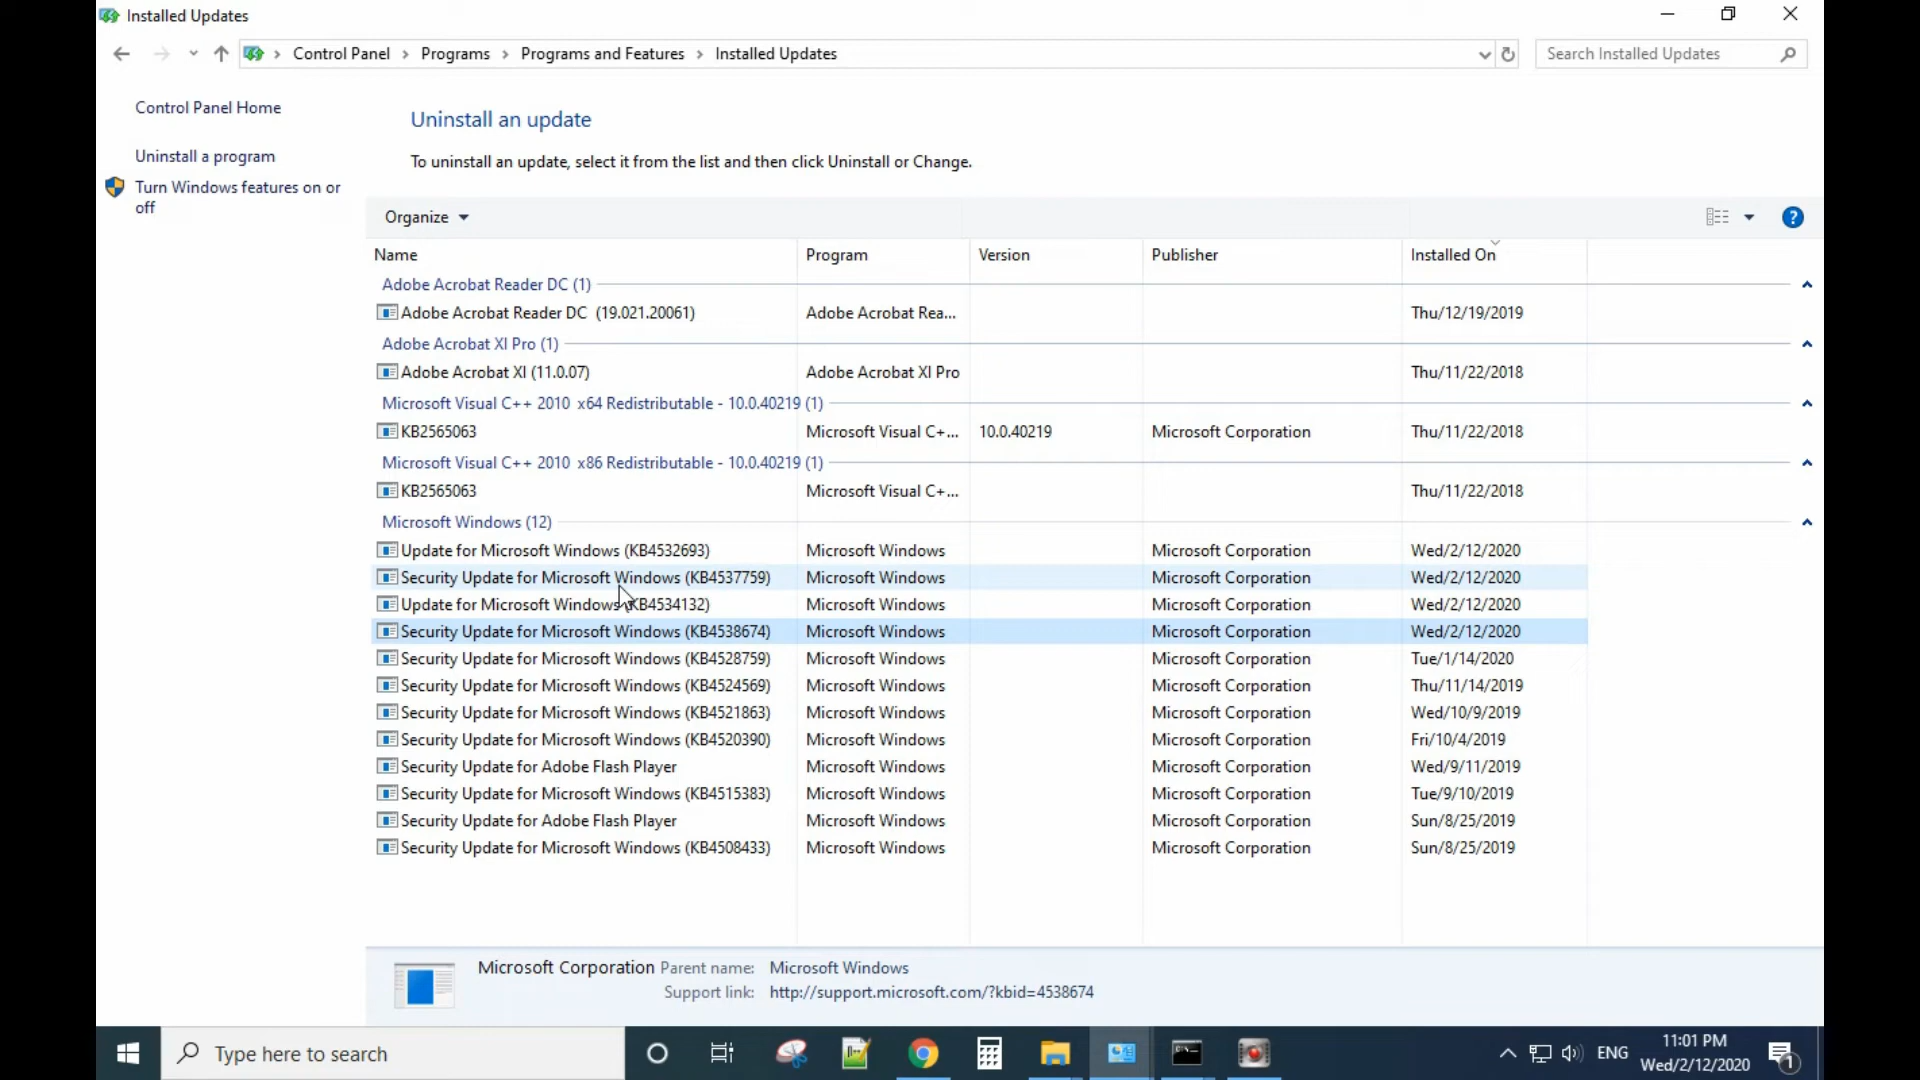 Installed Updates
Control Panel > Programs > Programs and Features > Installed Updates
Search Installed Updates
Control Panel Home
Uninstall a program
Turn Windows features on or
off
Uninstall an update
To uninstall an update, select it from the list and then click Uninstall or Change.
Organize
Name Program Version Publisher Installed On
Adobe Acrobat Reader DC (1)
Adobe Acrobat Reader DC (19.021.20061) Adobe Acrobat Rea... Thu/12/19/2019
Adobe Acrobat XI Pro (1)
Adobe Acrobat XI (11.0.07) Adobe Acrobat XI Pro Thu/11/22/2018
Microsoft Visual C++ 2010 x64 Redistributable - 10.0.40219 (1)
KB2565063 Microsoft Visual C+... 10.0.40219 Microsoft Corporation Thu/11/22/2018
Microsoft Visual C++ 2010 x86 Redistributable - 10.0.40219 (1)
KB2565063 Microsoft Visual C+... Thu/11/22/2018
Microsoft Windows (12)
Update for Microsoft Windows (KB4532693) Microsoft Windows Microsoft Corporation Wed/2/12/2020
Security Update for Microsoft Windows (KB4537759) Microsoft Windows Microsoft Corporation Wed/2/12/2020
Update for Microsoft Windows (KB4534132) Microsoft Windows Microsoft Corporation Wed/2/12/2020
Security Update for Microsoft Windows (KB4538674) Microsoft Windows Microsoft Corporation Wed/2/12/2020
Security Update for Microsoft Windows (KB4528759) Microsoft Windows Microsoft Corporation Tue/1/14/2020
Security Update for Microsoft Windows (KB4524569) Microsoft Windows Microsoft Corporation Thu/11/14/2019
Security Update for Microsoft Windows (KB4521863) Microsoft Windows Microsoft Corporation Wed/10/9/2019
Security Update for Microsoft Windows (KB4520390) Microsoft Windows Microsoft Corporation Fri/10/4/2019
Security Update for Adobe Flash Player Microsoft Windows Microsoft Corporation Wed/9/11/2019
Security Update for Microsoft Windows (KB4515383) Microsoft Windows Microsoft Corporation Tue/9/10/2019
Security Update for Adobe Flash Player Microsoft Windows Microsoft Corporation Sun/8/25/2019
Security Update for Microsoft Windows (KB4508433) Microsoft Windows Microsoft Corporation Sun/8/25/2019
Microsoft Corporation Parent name: Microsoft Windows
Support link: http://support.microsoft.com/?kbid=4538674
Type here to search
ENG
11:01 PM
Wed/2/12/2020
1